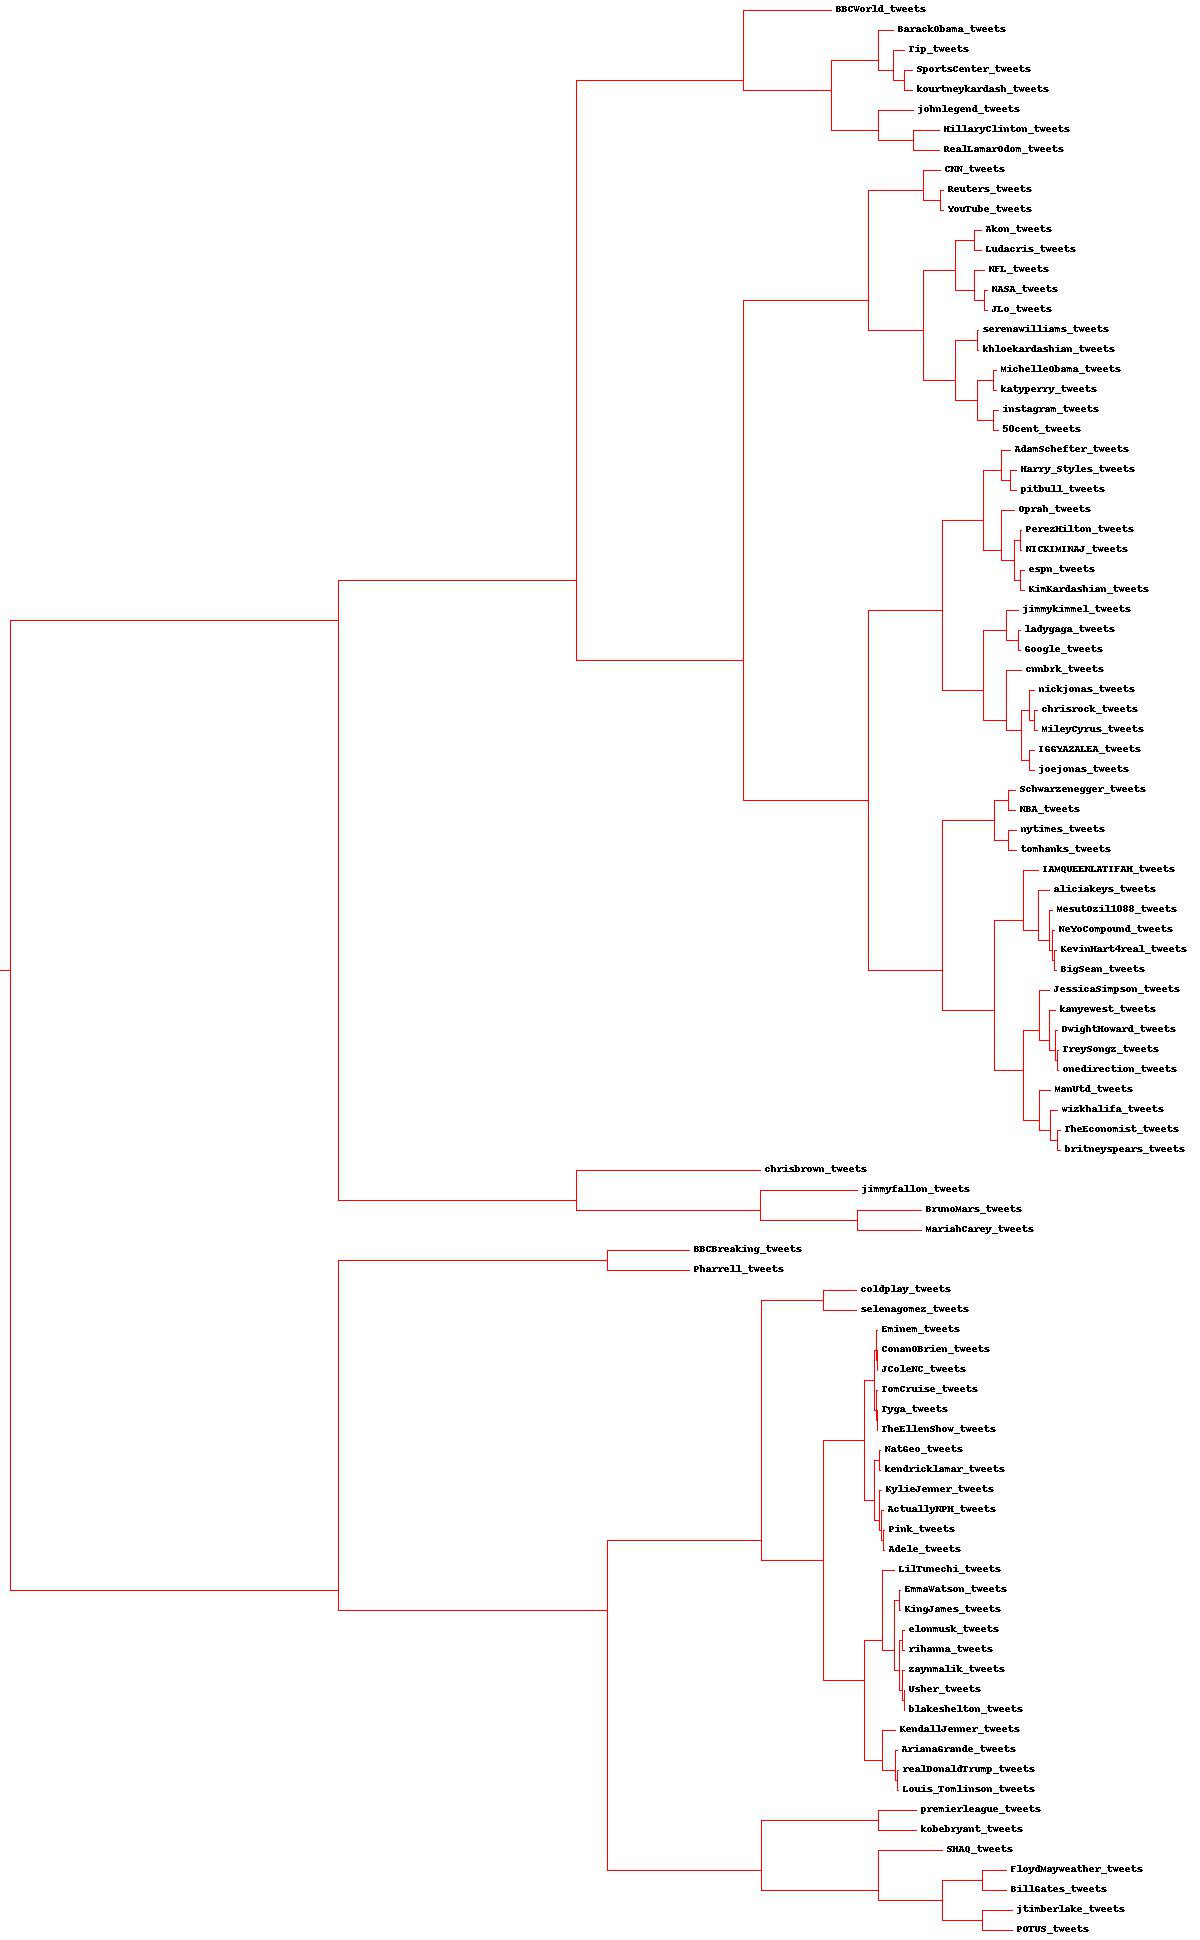 BBCWorld_tweets
BarackObama_tweets
Tip_tweets
SportsCenter_tweets
kourtneykardash_tweets
johnlegend_tweets
HillaryClinton_tweets
RealLamarOdom_tweets
CNN_tweets
Reuters_tweets
YouTube_tweets
Akon_tweets
Ludacris_tweets
NFL_tweets
NASA_tweets
JLo_tweets
serenawilliams_tweets
khloekardashian_tweets
MichelleObama_tweets
katyperry_tweets
instagram_tweets
50cent_tweets
AdamSchefter_tweets
Harry_Styles_tweets
pitbull_tweets
Oprah_tweets
PerezHilton_tweets
NICKIMINAJ_tweets
espn_tweets
KimKardashian_tweets
jimmykimmel_tweets
ladygaga_tweets
Google_tweets
cnnbrk_tweets
nickjonas_tweets
chrisrock_tweets
MileyCyrus_tweets
IGGYAZALEA_tweets
joejonas_tweets
Schwarzenegger_tweets
NBA_tweets
nytimes_tweets
tomhanks_tweets
IAMQUEENLATIFAH_tweets
aliciakeys_tweets
MesutOzil1088_tweets
NeYoCompound_tweets
KevinHart4real_tweets
BigSean_tweets
JessicaSimpson_tweets
kanyewest_tweets
DwightHoward_tweets
TreySongz_tweets
onedirection_tweets
ManUtd_tweets
wizkhalifa_tweets
TheEconomist_tweets
britneyspears_tweets
chrisbrown_tweets
jimmyfallon_tweets
BrunoMars_tweets
MariahCarey_tweets
BBCBreaking_tweets
Pharrell_tweets
coldplay_tweets
selenagomez_tweets
Eminem_tweets
ConanOBrien_tweets
JColeNC_tweets
TomCruise_tweets
Tyga_tweets
TheEllenShow_tweets
NatGeo_tweets
kendricklamar_tweets
KylieJenner_tweets
ActuallyNPH_tweets
Pink_tweets
Adele_tweets
LilTunechi_tweets
EmmaWatson_tweets
KingJames_tweets
elonmusk_tweets
rihanna_tweets
zaynmalik_tweets
Usher_tweets
blakeshelton_tweets
KendallJenner_tweets
ArianaGrande_tweets
realDonaldTrump_tweets
Louis_Tomlinson_tweets
premierleague_tweets
kobebryant_tweets
SHAQ_tweets
FloydMayweather_tweets
BillGates_tweets
jtimberlake_tweets
POTUS_tweets